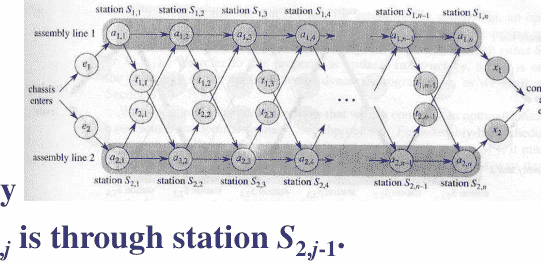 station S1,1 station S1,2 station S1,3 station S1,4 station S1,n−1 station S1,n
assembly line 1 a1,1 a1,2 a1,3 a1,4 a1,n−1 a1,n
e1 t1,1 t1,2 t1,3 t1,n−1 x1
chassis
enters ... con
e2 t2,1 t2,2 t2,3 t2,n−1 x2
assembly line 2 a2,1 a2,2 a2,3 a2,4 a2,n−1 a2,n
station S2,1 station S2,2 station S2,3 station S2,4 station S2,n−1 station S2,n
y
,j is through station S2,j-1.